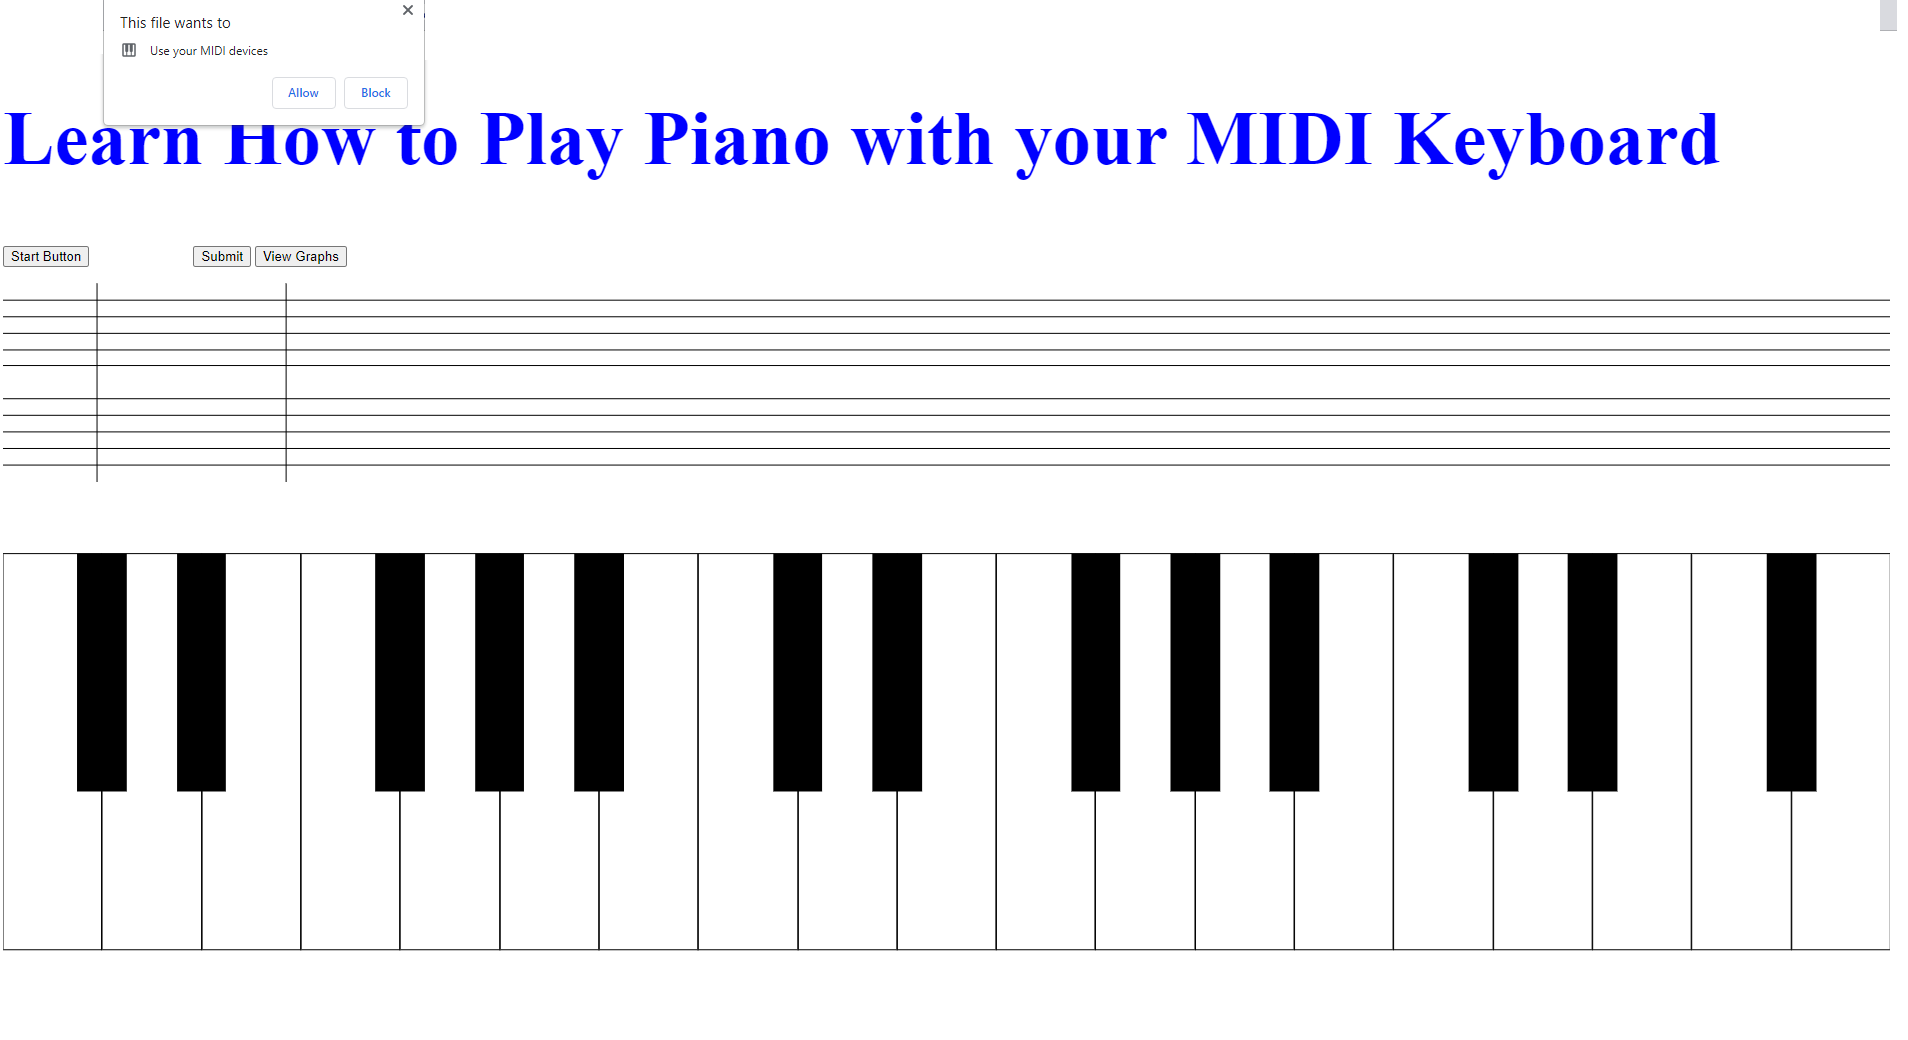 This file wants to
Use your MIDI devices
Allow Block
Learn How to Play Piano with your MIDI Keyboard
Start Button Submit View Graphs